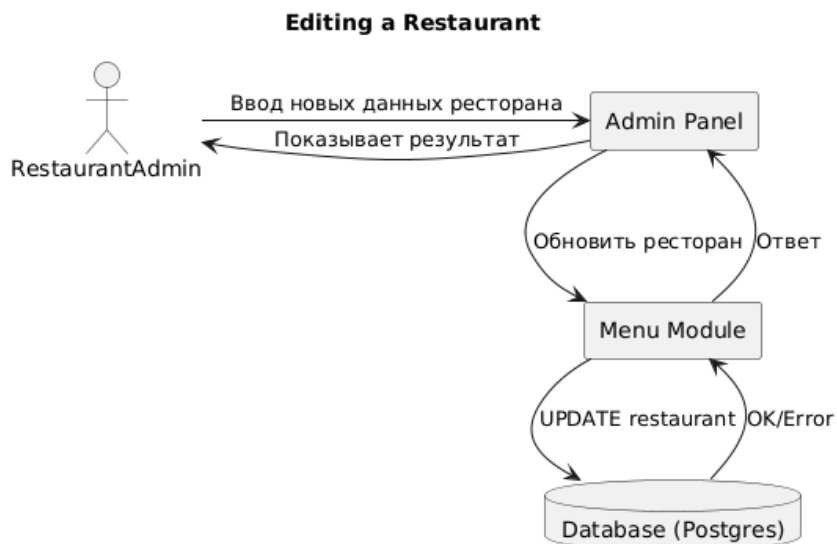 Editing a Restaurant
Ввод новых данных ресторана
Показывает результат
Admin Panel
RestaurantAdmin
Обновить ресторан
Ответ
Menu Module
UPDATE restaurant
OK/Error
Database (Postgres)